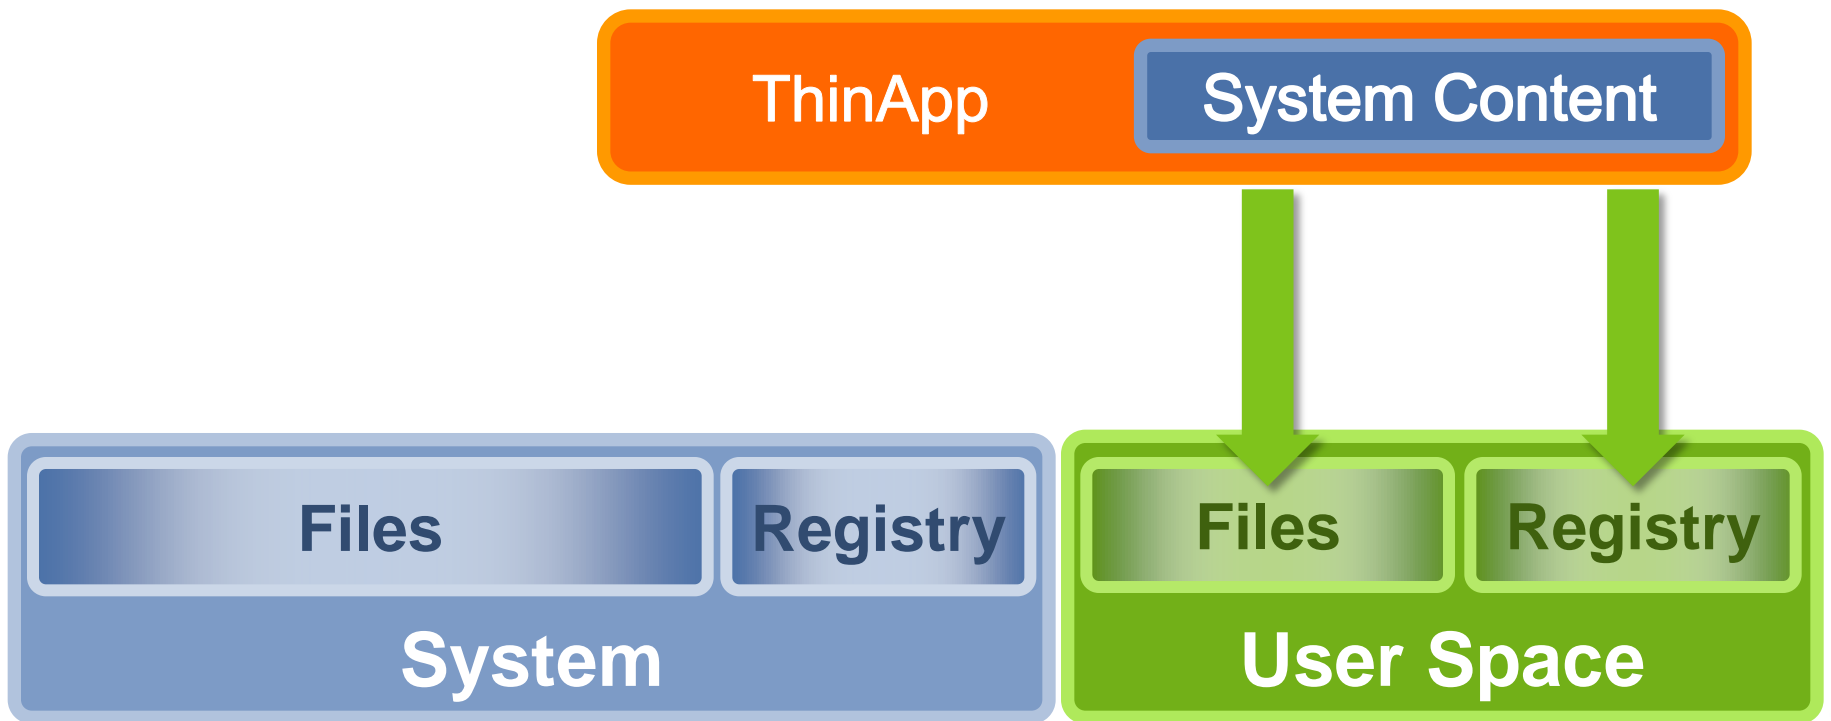 ThinApp
System Content
Files
Registry
Files
Registry
System
User Space